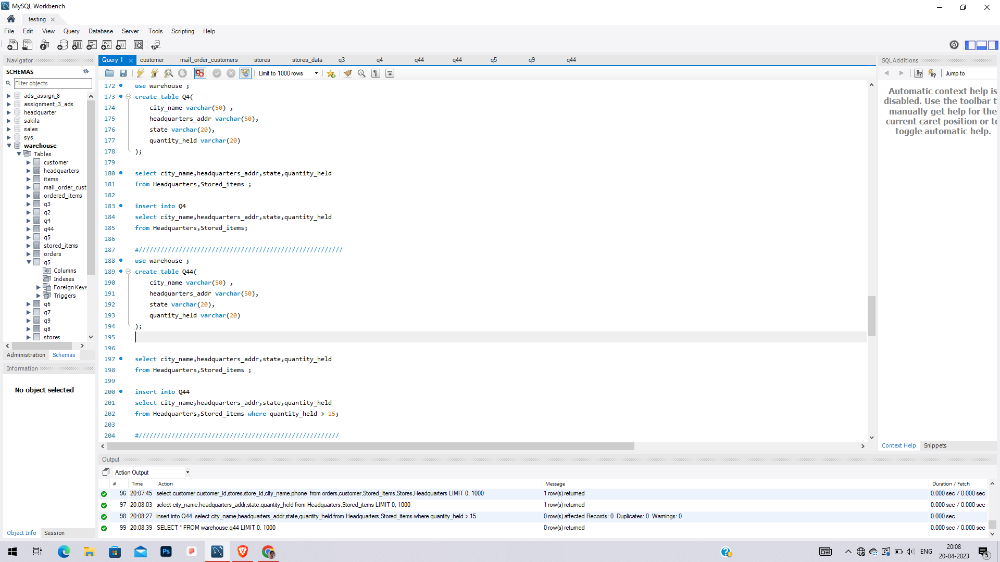 MySQL Workbench
testing
File Edit View Query Database Server Tools Scripting Help
Navigator
SCHEMAS
Filter objects
ads_assign_8
assignment_3_ads
headquarter
sakila
sales
sys
warehouse
Tables
customer
headquarters
items
mail_order_cust
ordered_items
q3
q2
q4
q44
q5
stored_items
orders
q5
Columns
Indexes
Foreign Keys
Triggers
q6
q7
q9
q8
stores
Administration Schemas
Information
No object selected
Object Info Session
Query 1 customer mail_order_customers stores stores_data q3 q4 q44 q44 q5 q9 q44
Limit to 1000 rows
172 use warehouse ;
173 create table Q4(
174 city_name varchar(50) ,
175 headquarters_addr varchar(50),
176 state varchar(20),
177 quantity_held varchar(20)
178 );
179
180 select city_name,headquarters_addr,state,quantity_held
181 from Headquarters,Stored_items ;
182
183 insert into Q4
184 select city_name,headquarters_addr,state,quantity_held
185 from Headquarters,Stored_items;
186
187 #////////////////////////////////////////////////////////
188 use warehouse ;
189 create table Q44(
190 city_name varchar(50) ,
191 headquarters_addr varchar(50),
192 state varchar(20),
193 quantity_held varchar(20)
194 );
195
196
197 select city_name,headquarters_addr,state,quantity_held
198 from Headquarters,Stored_items ;
199
200 insert into Q44
201 select city_name,headquarters_addr,state,quantity_held
202 from Headquarters,Stored_items where quantity_held > 15;
203
204 #///////////////////////////////////////////////////////
SQLAdditions
Jump to
Automatic context help is
disabled. Use the toolbar t
manually get help for the
current caret position or to
toggle automatic help.
Context Help Snippets
Output
Action Output
# Time Action Message Duration / Fetch
96 20:07:45 select customer.customer_id,stores.store_id,city_name,phone from orders,customer,Stored_Items,Stores,Headquarters LIMIT 0, 1000 1 row(s) returned 0.000 sec / 0.000 sec
97 20:08:03 select city_name,headquarters_addr,state,quantity_held from Headquarters,Stored_items LIMIT 0, 1000 1 row(s) returned 0.000 sec / 0.000 sec
98 20:08:27 insert into Q44 select city_name,headquarters_addr,state,quantity_held from Headquarters,Stored_items where quantity_held > 15 0 row(s) affected Records: 0 Duplicates: 0 Warnings: 0 0.000 sec
99 20:08:39 SELECT * FROM warehouse.q44 LIMIT 0, 1000 0 row(s) returned 0.000 sec / 0.000 sec
Ps
ENG
20:08
20-04-2023
5